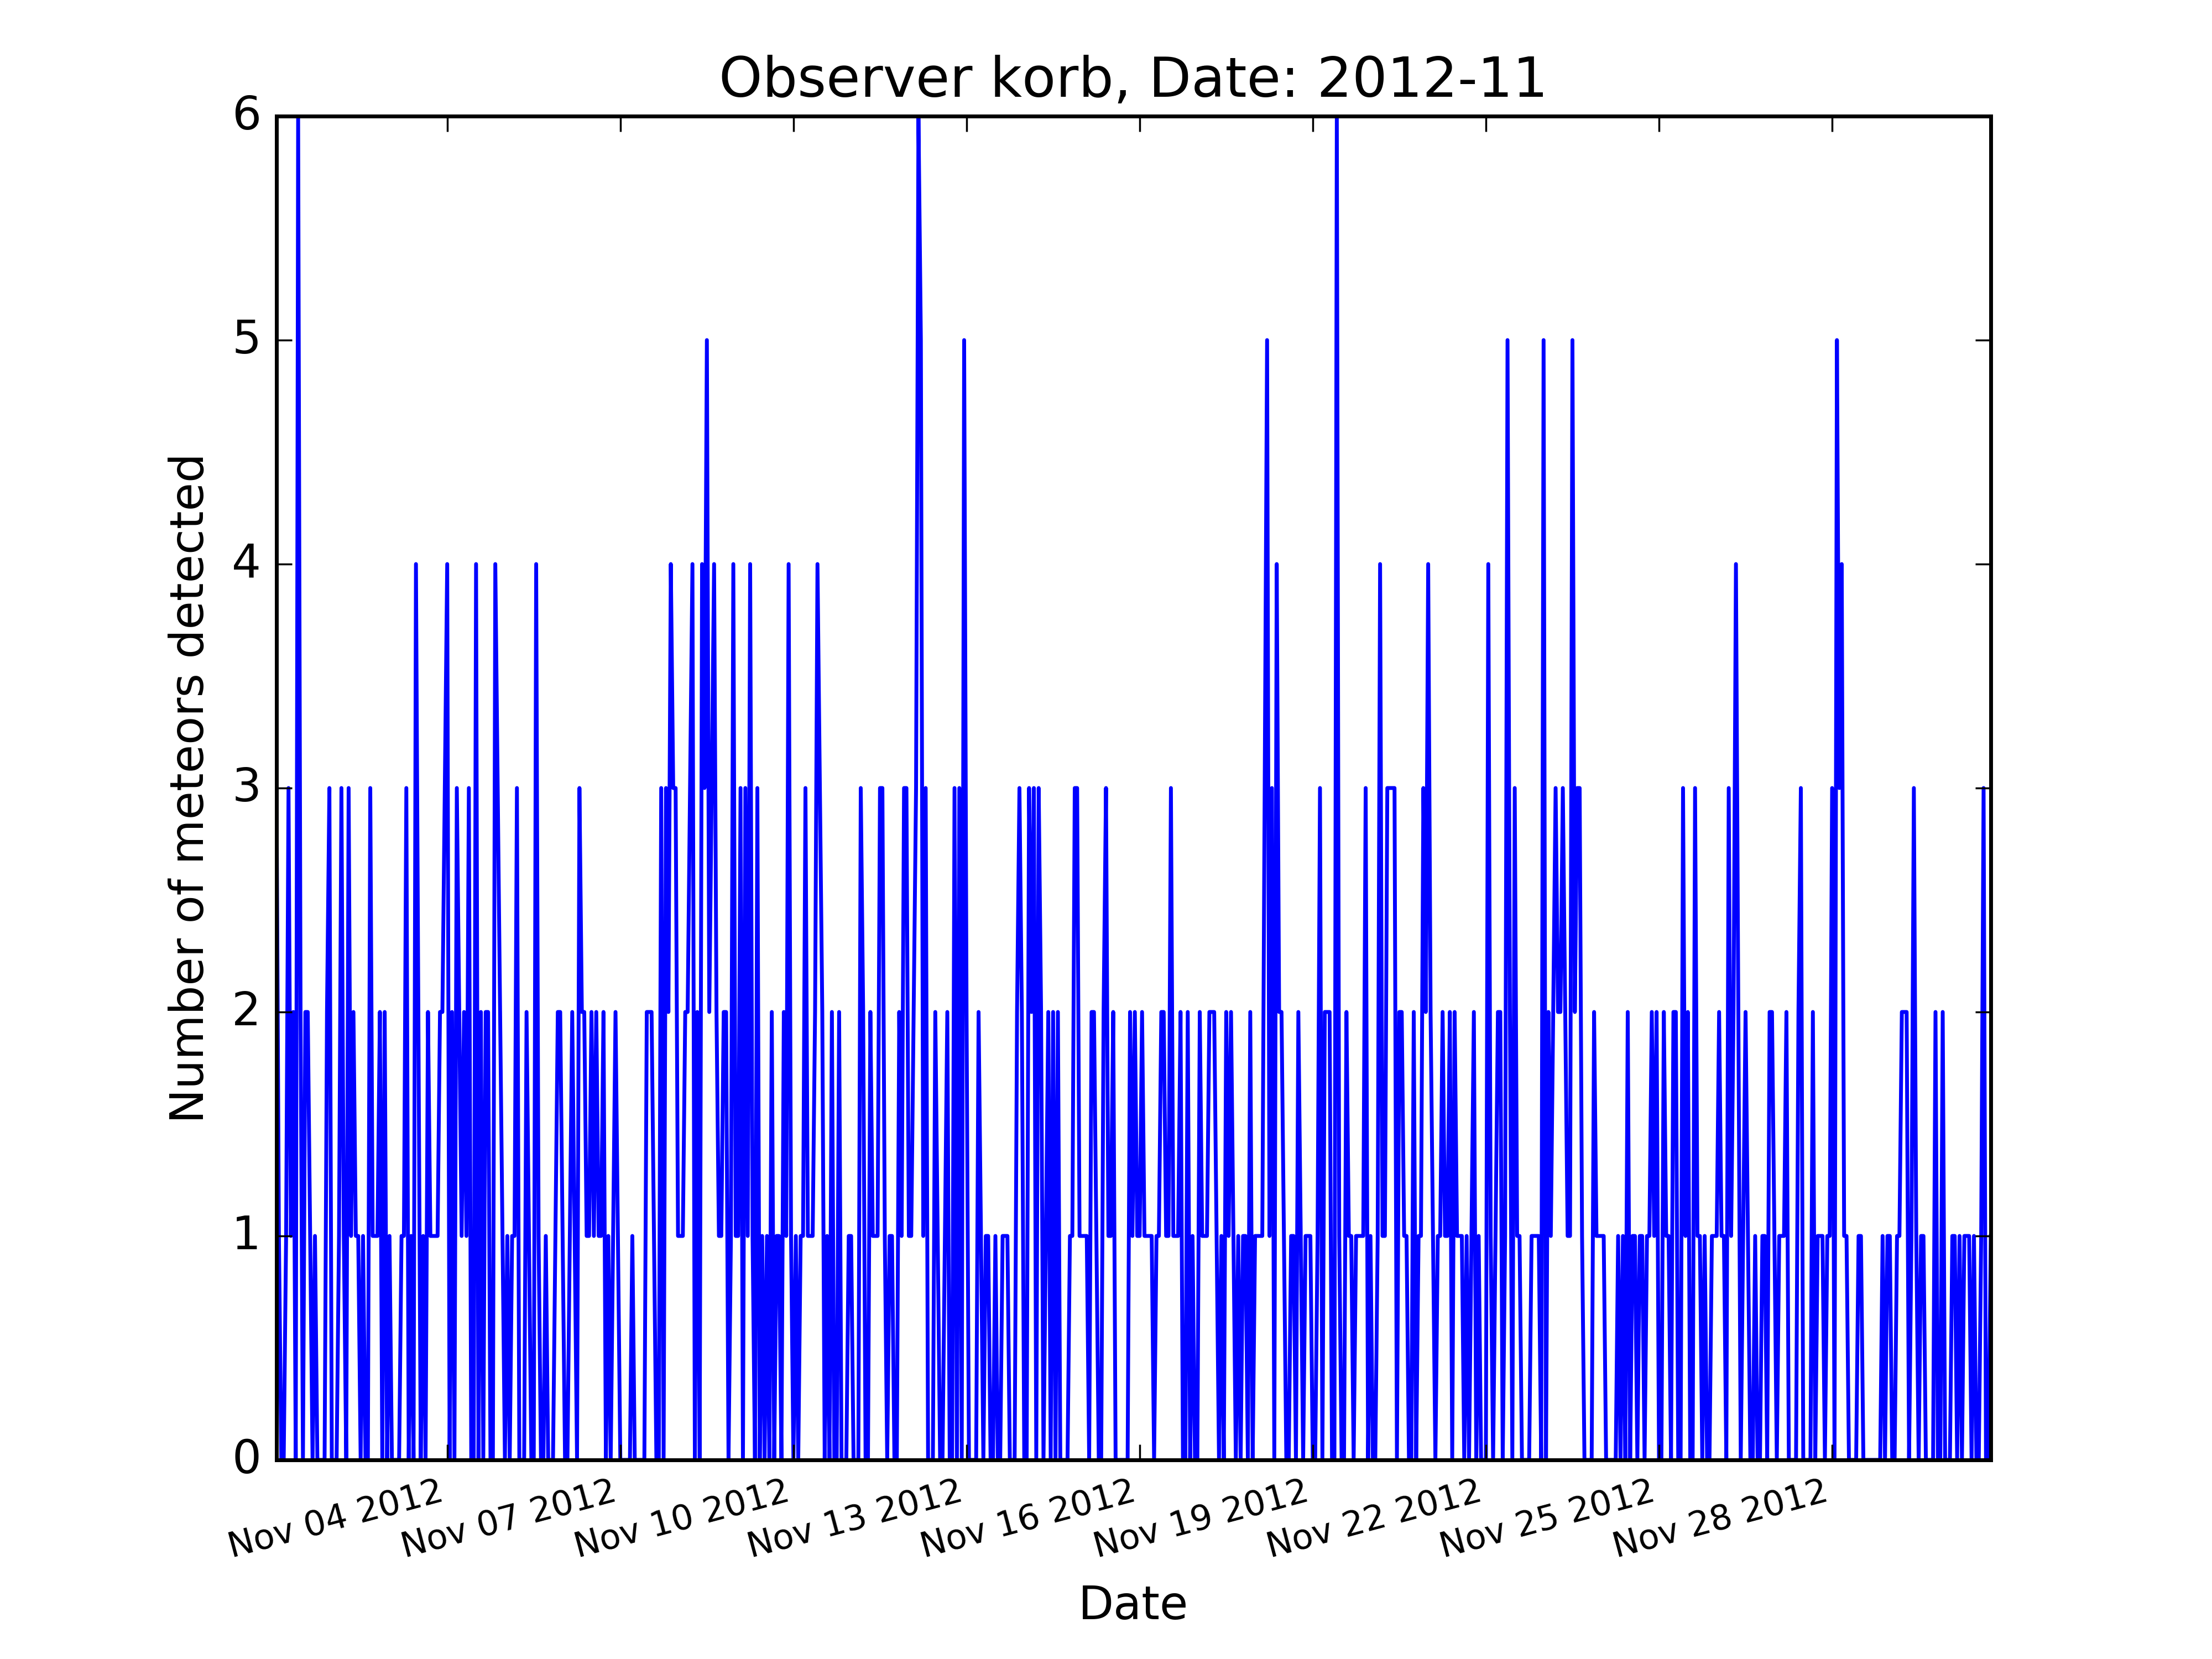 Observer korb, Date: 2012-11
6
5
4
3
2
1
0
Number of meteors detected
Nov 04 2012
Nov 07 2012
Nov 10 2012
Nov 13 2012
Nov 16 2012
Nov 19 2012
Nov 22 2012
Nov 25 2012
Nov 28 2012
Date